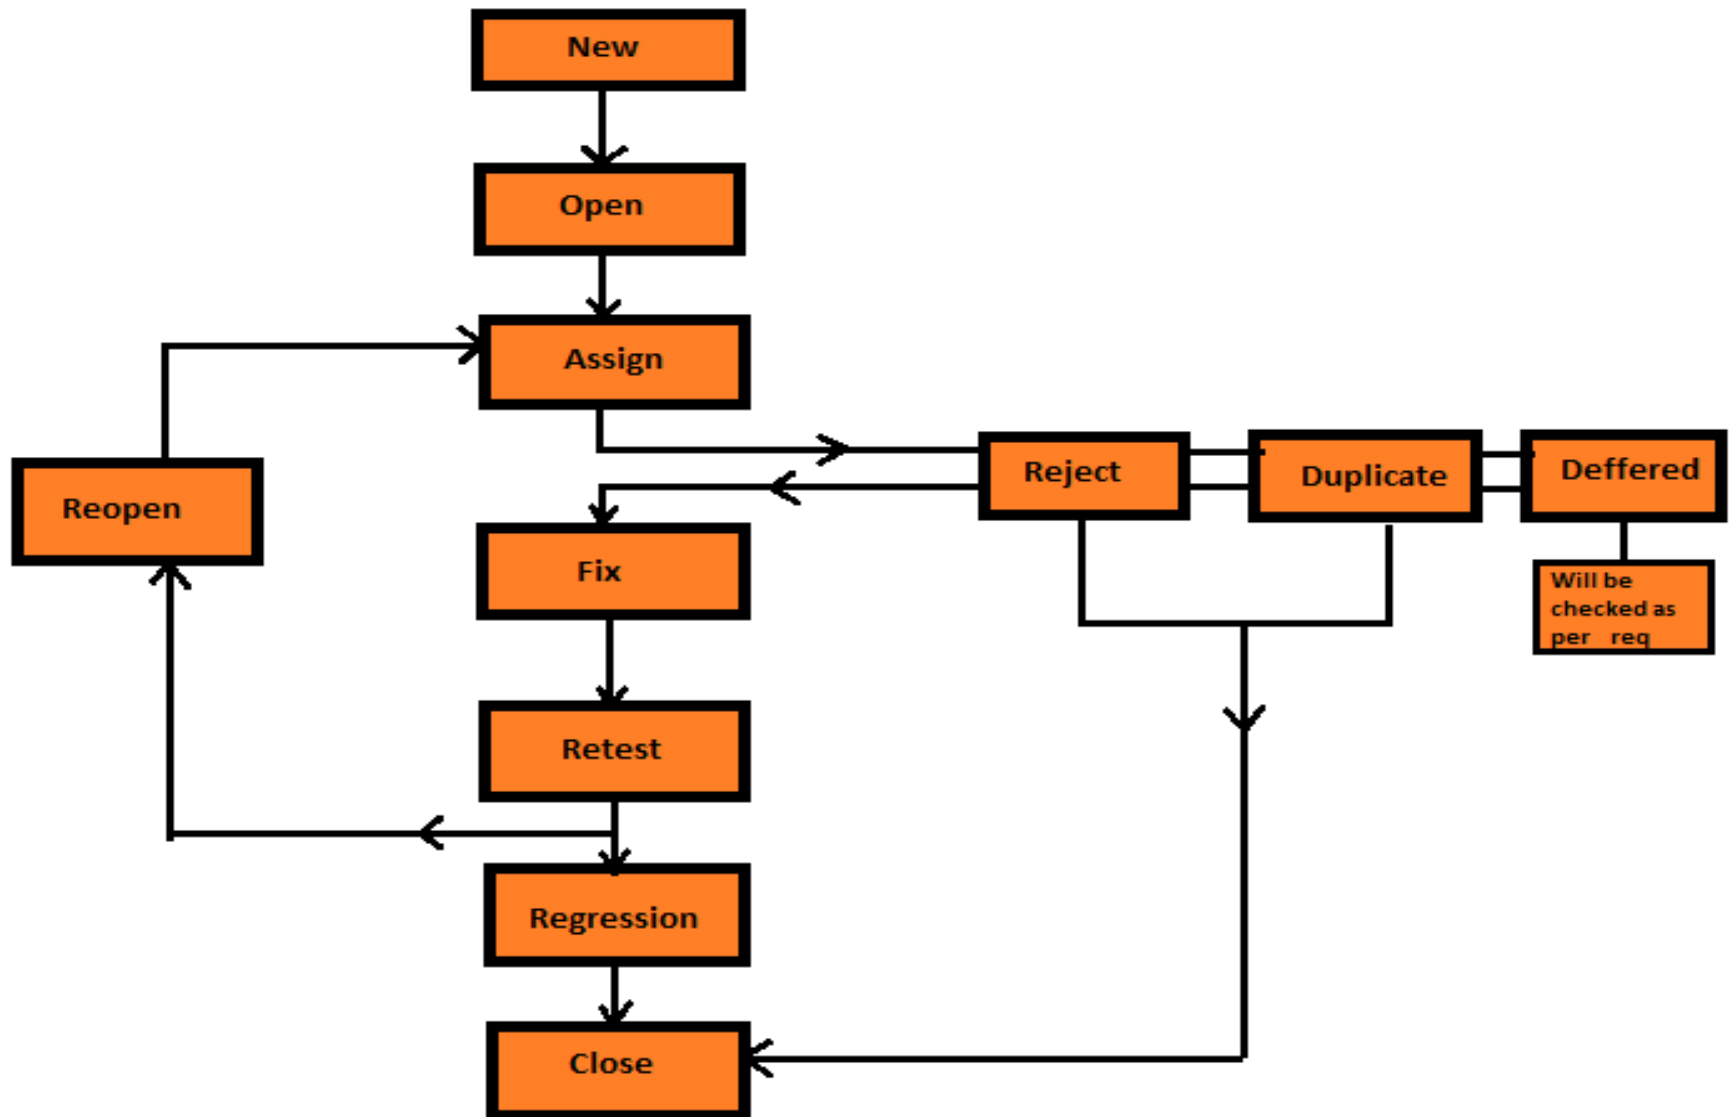 New
Open
Assign
Reject
Duplicate
Deffered
Reopen
Fix
Will be
checked as
per req
Retest
Regression
Close